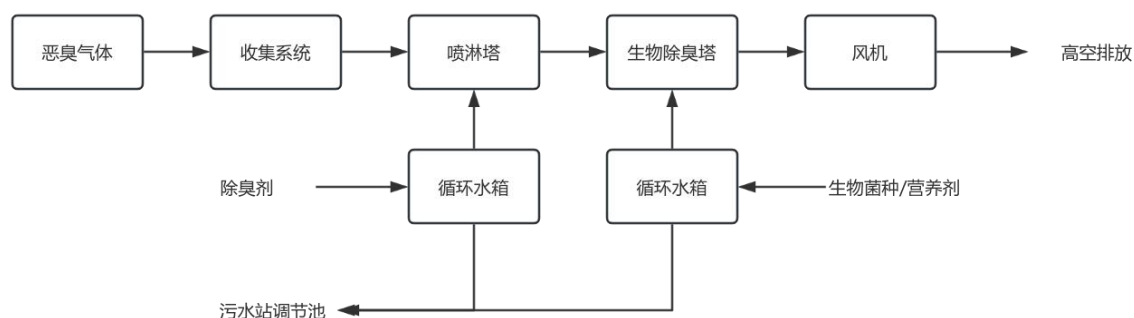 恶臭气体
收集系统
喷淋塔
生物除臭塔
风机
高空排放
除臭剂
循环水箱
循环水箱
生物菌种/营养剂
污水站调节池